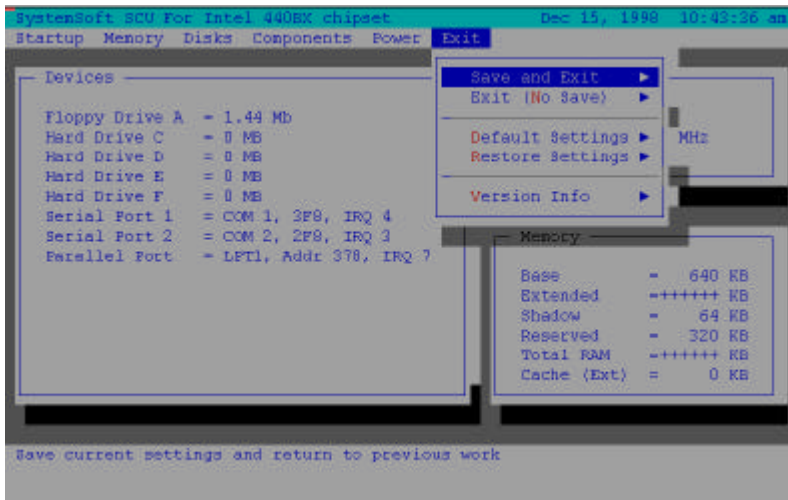 SystemSoft SCU For Intel 440BX chipset Dec 15, 1998 10:43:36 am
Startup Memory Disks Components Power Exit
Devices
Floppy Drive A = 1.44 Mb
Hard Drive C = 0 MB
Hard Drive D = 0 MB
Hard Drive E = 0 MB
Hard Drive F = 0 MB
Serial Port 1 = COM 1, 3F8, IRQ 4
Serial Port 2 = COM 2, 2F8, IRQ 3
Parallel Port = LPT1, Addr 378, IRQ 7
Save and Exit ►
Exit (No Save) ►
Default Settings ►
Restore Settings ►
Version Info ►
MHz
Memory
Base = 640 KB
Extended =++++++ KB
Shadow = 64 KB
Reserved = 320 KB
Total RAM =++++++ KB
Cache (Ext) = 0 KB
Save current settings and return to previous work